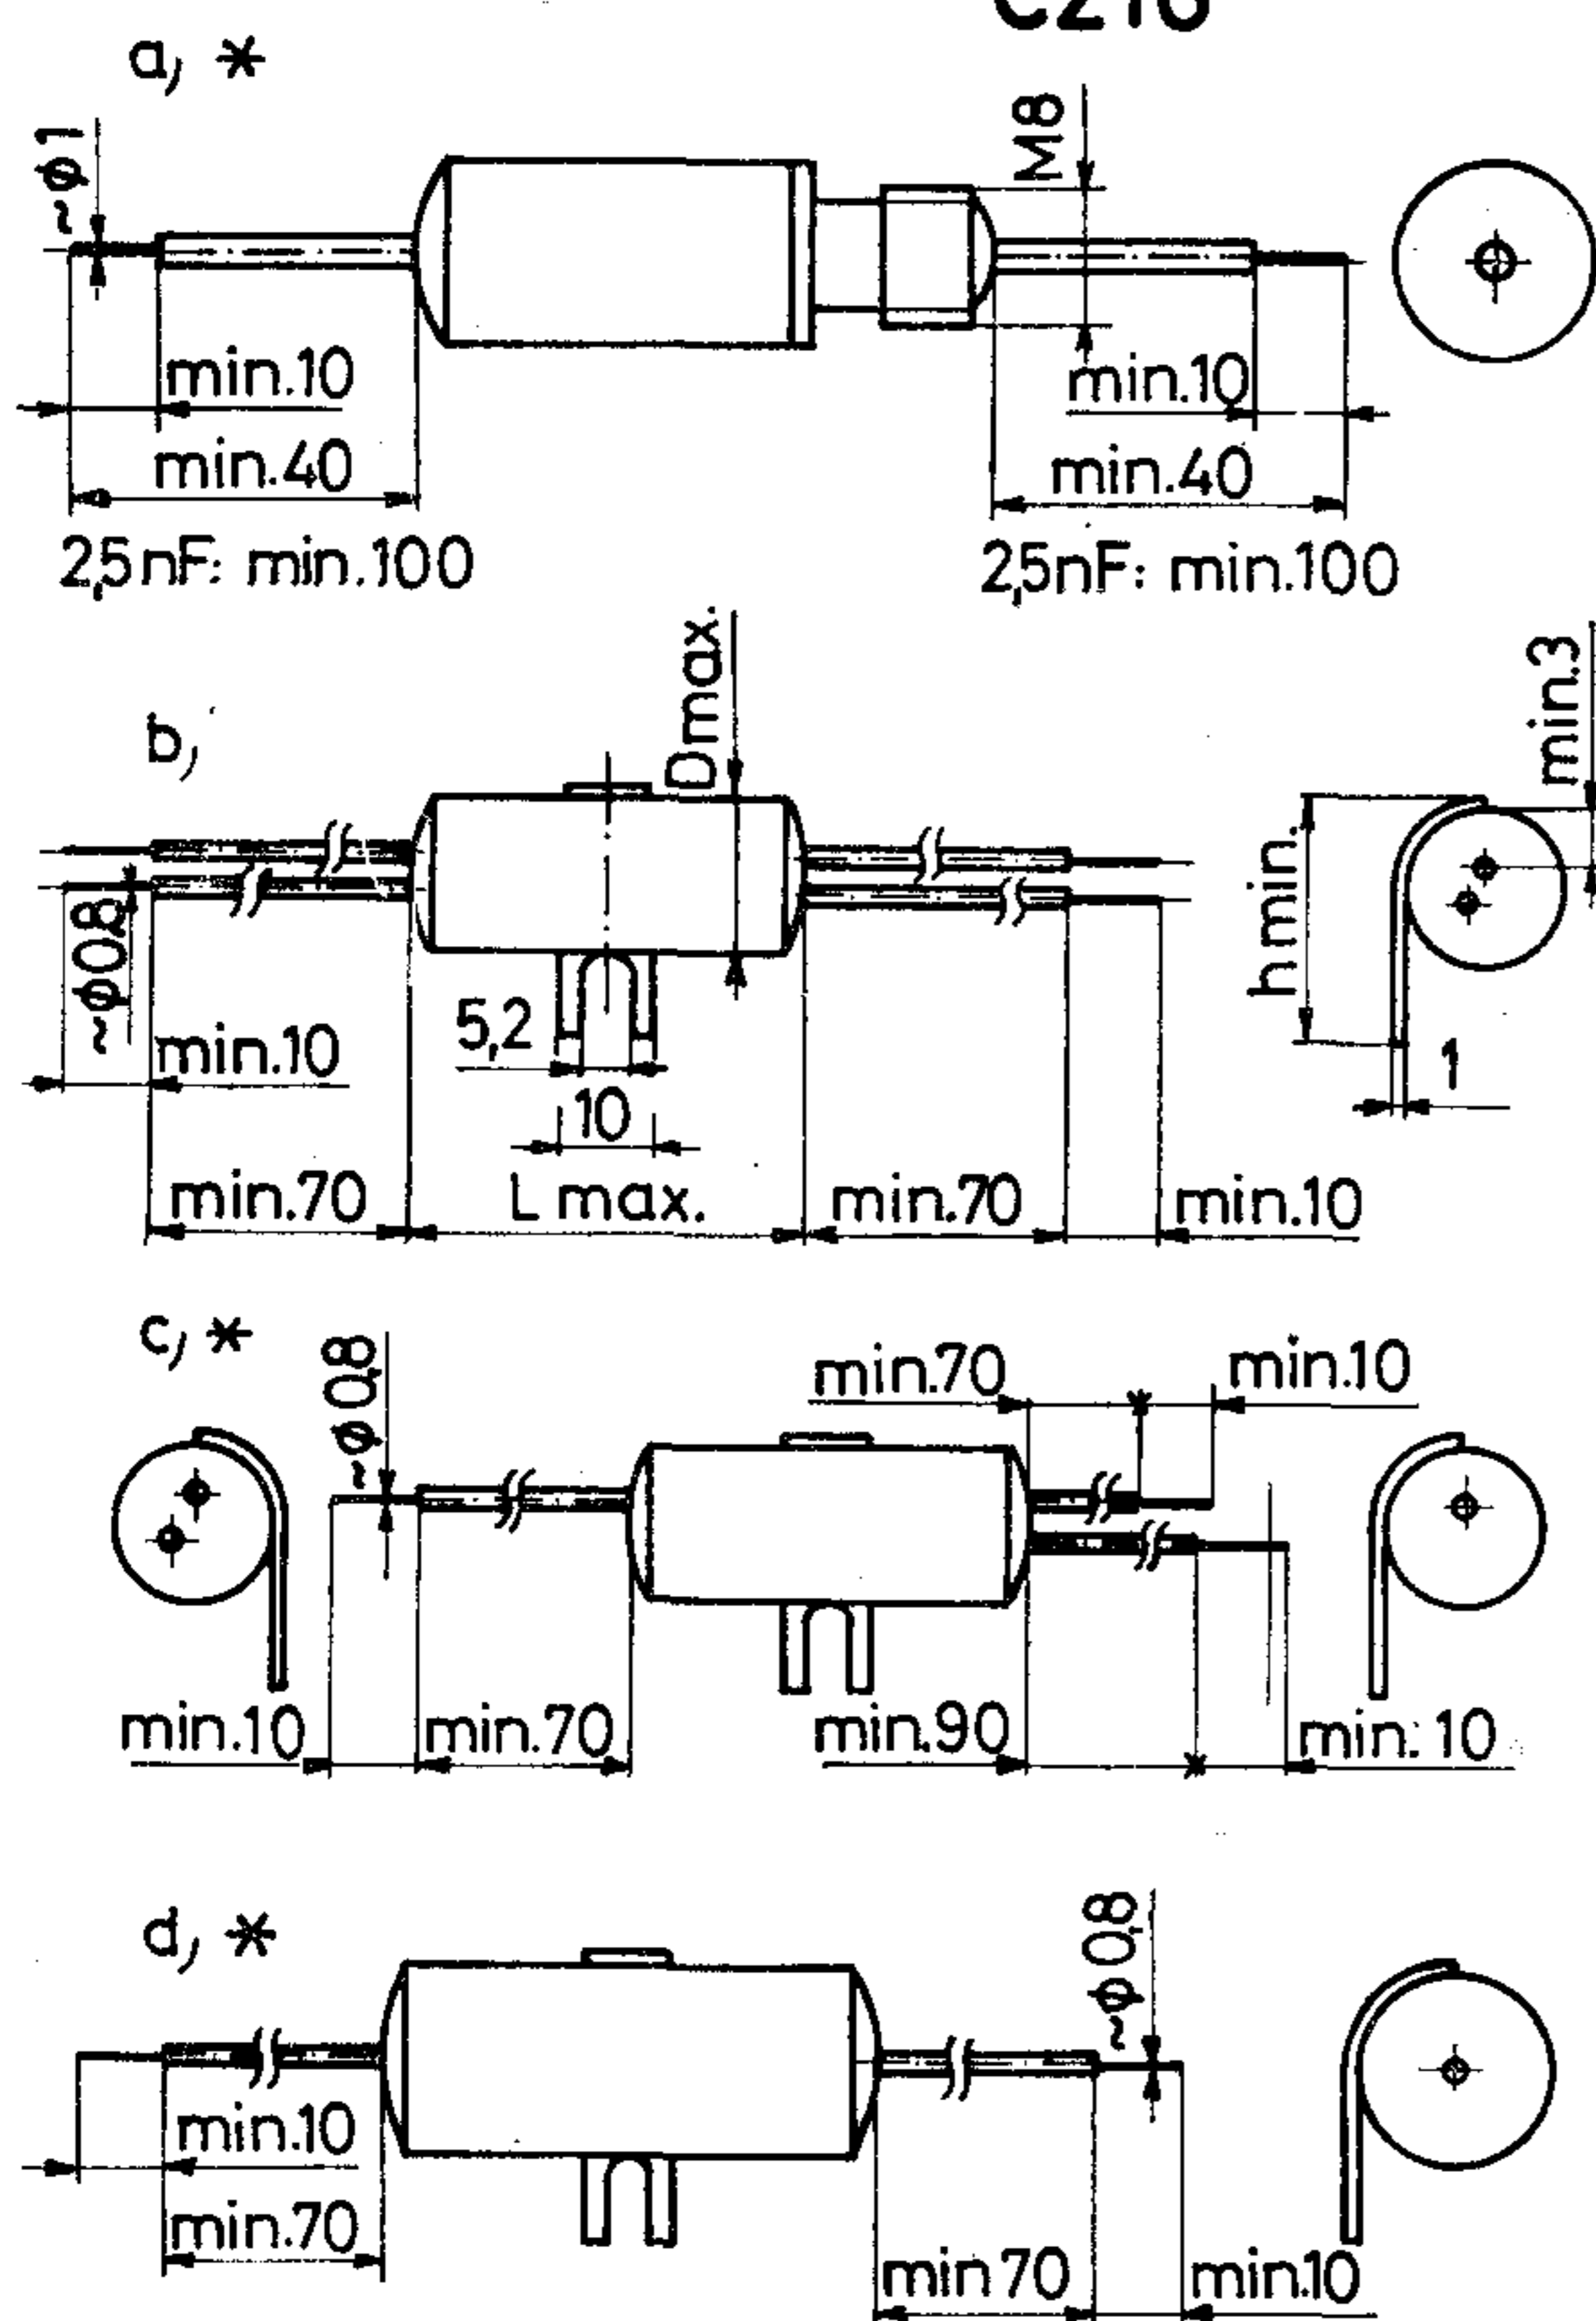 a, *
~φ1
M8
min.10
min.40
2,5nF: min.100
min.10
min.40
2,5nF: min.100
b,
Dmax.
min.3
~φ0,8
min.10
5,2
10
hmin.
1
min.70
L max.
min.70
min.10
c, *
~φ0,8
min.70
min.10
min.10
min.70
min.90
min. 10
d, *
~φ0,8
min.10
min.70
min 70
min.10